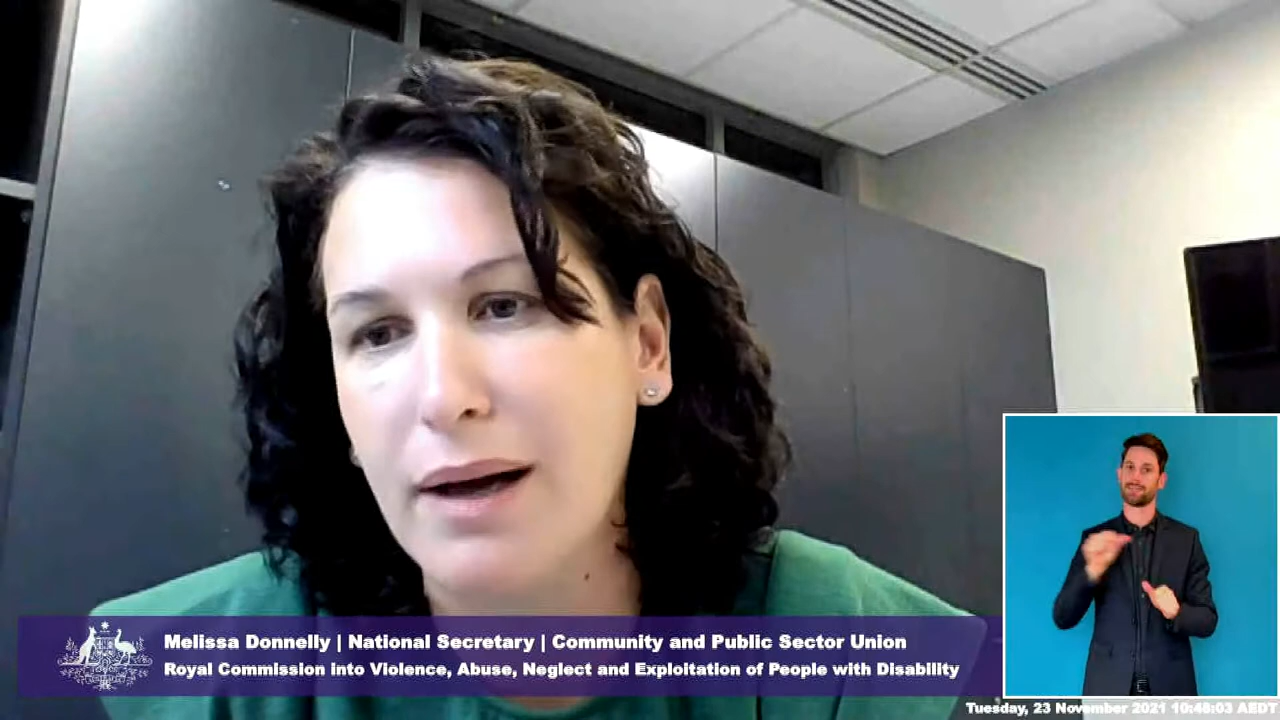 Melissa Donnelly | National Secretary | Community and Public Sector Union
Royal Commission into Violence, Abuse, Neglect and Exploitation of People with Disability
Tuesday, 23 November 2021 10:48:03 AEDT